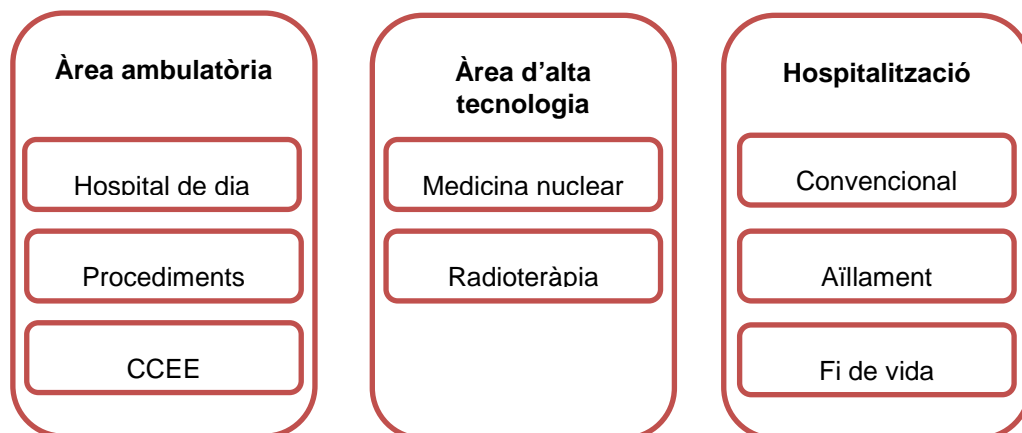 Àrea ambulatòria
Hospital de dia
Procediments
CCEE
Àrea d’alta
tecnologia
Medicina nuclear
Radioteràpia
Hospitalització
Convencional
Aïllament
Fi de vida